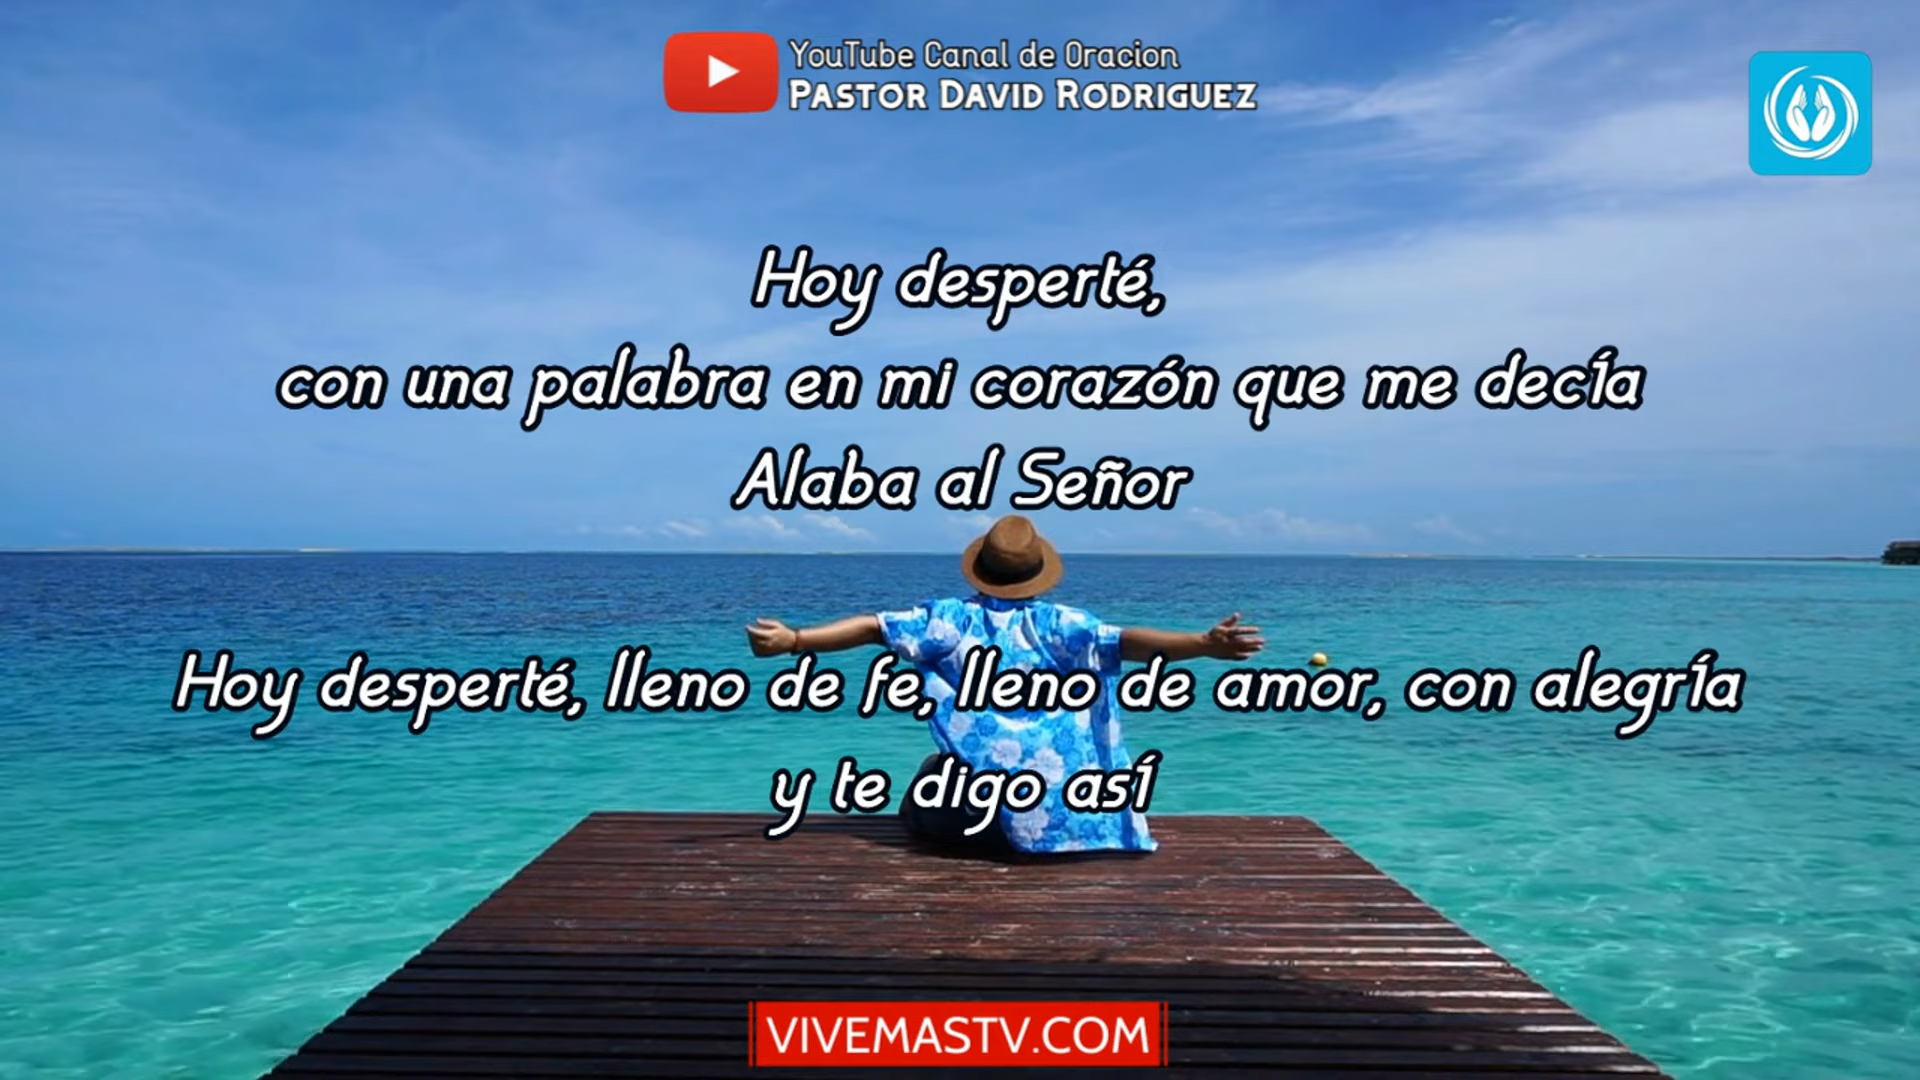 YouTube Canal de Oracion
PASTOR DAVID RODRIGUEZ
Hoy desperté,
con una palabra en mi corazón que me decía
Alaba al Señor
Hoy desperté, lleno de fe, lleno de amor, con alegría
y te digo así
VIVEMASTV.COM